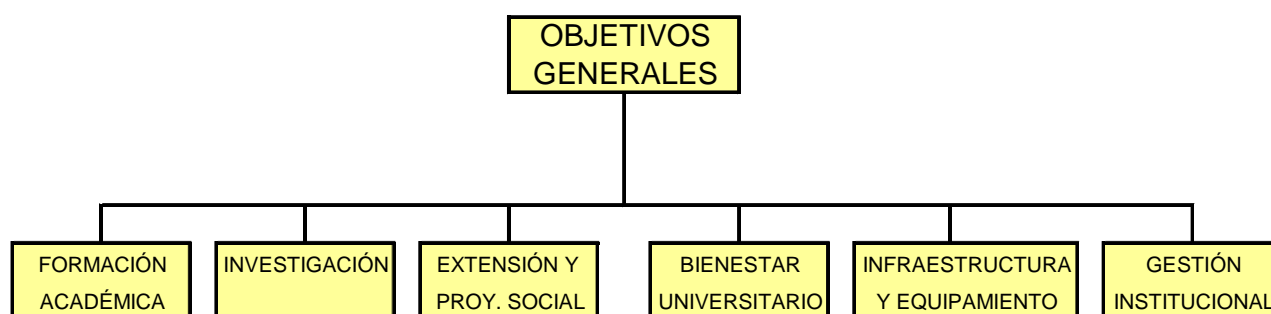 OBJETIVOS
GENERALES
FORMACIÓN
ACADÉMICA
INVESTIGACIÓN
EXTENSIÓN Y
PROY. SOCIAL
BIENESTAR
UNIVERSITARIO
INFRAESTRUCTURA
Y EQUIPAMIENTO
GESTIÓN
INSTITUCIONAL